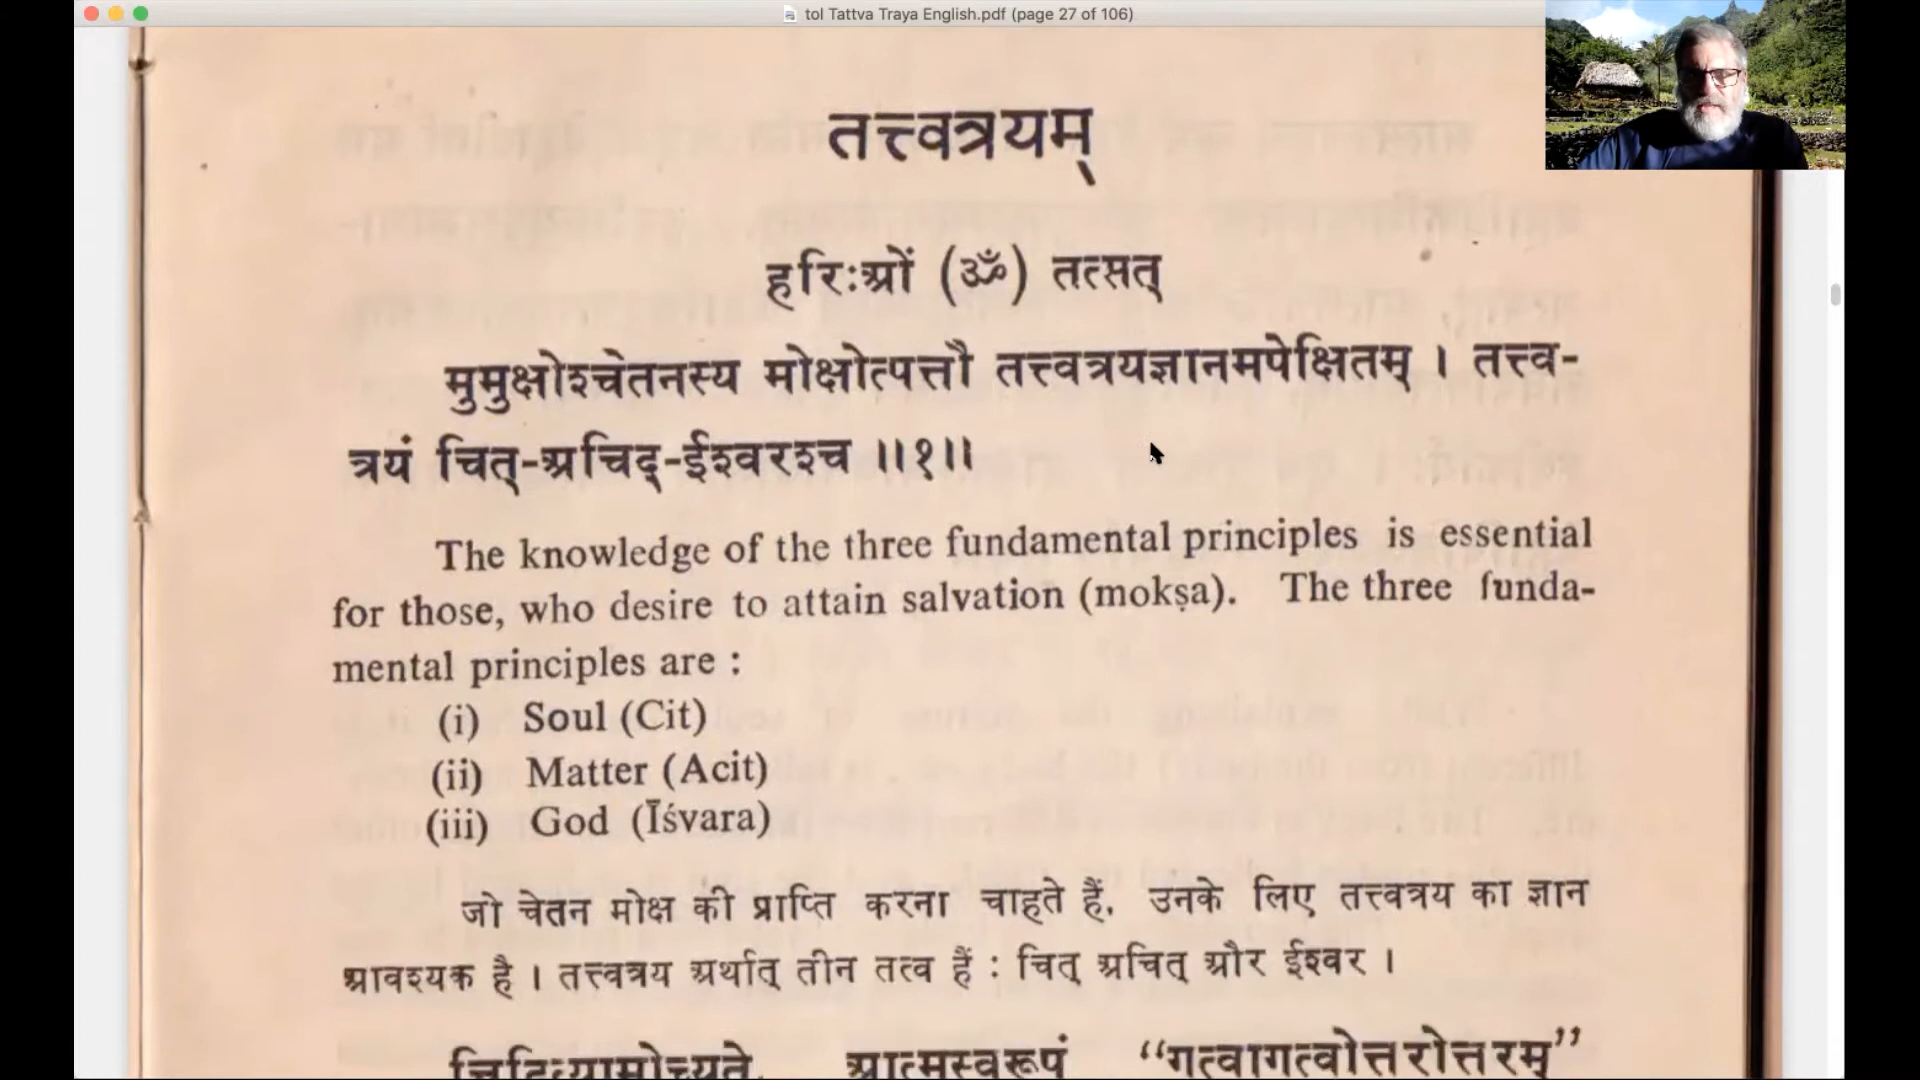 tol Tattva Traya English.pdf (page 27 of 106)
तत्त्वत्रयम्
हरिःओं (ॐ) तत्सत्
मुमुक्षोश्चेतनस्य मोक्षोत्पत्तौ तत्त्वत्रयज्ञानमपेक्षितम् । तत्त्व-
त्रयं चित्-अचिद्-ईश्वरश्च ॥१॥
The knowledge of the three fundamental principles is essential
for those, who desire to attain salvation (mokṣa). The three funda-
mental principles are :
(i) Soul (Cit)
(ii) Matter (Acit)
(iii) God (Īśvara)
जो चेतन मोक्ष की प्राप्ति करना चाहते हैं, उनके लिए तत्त्वत्रय का ज्ञान
आवश्यक है । तत्त्वत्रय अर्थात् तीन तत्व हैं : चित् अचित् और ईश्वर ।
आत्मस्वरूपं “गत्वागत्वोत्तरोत्तरम्”